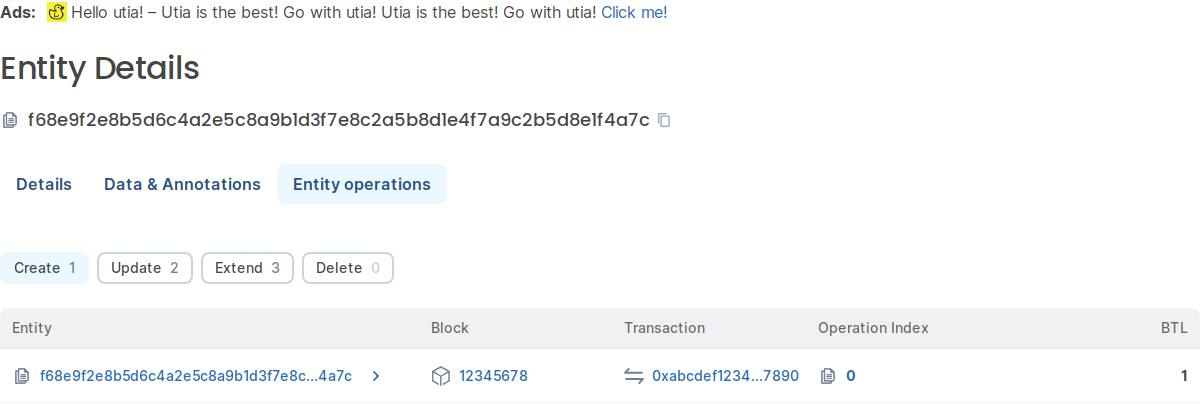 Ads: Hello utia! – Utia is the best! Go with utia! Utia is the best! Go with utia! Click me!
Entity Details
f68e9f2e8b5d6c4a2e5c8a9b1d3f7e8c2a5b8d1e4f7a9c2b5d8e1f4a7c
Details Data & Annotations Entity operations
Create 1 Update 2 Extend 3 Delete 0
Entity Block Transaction Operation Index BTL
f68e9f2e8b5d6c4a2e5c8a9b1d3f7e8c...4a7c 12345678 0xabcdef1234...7890 0 1